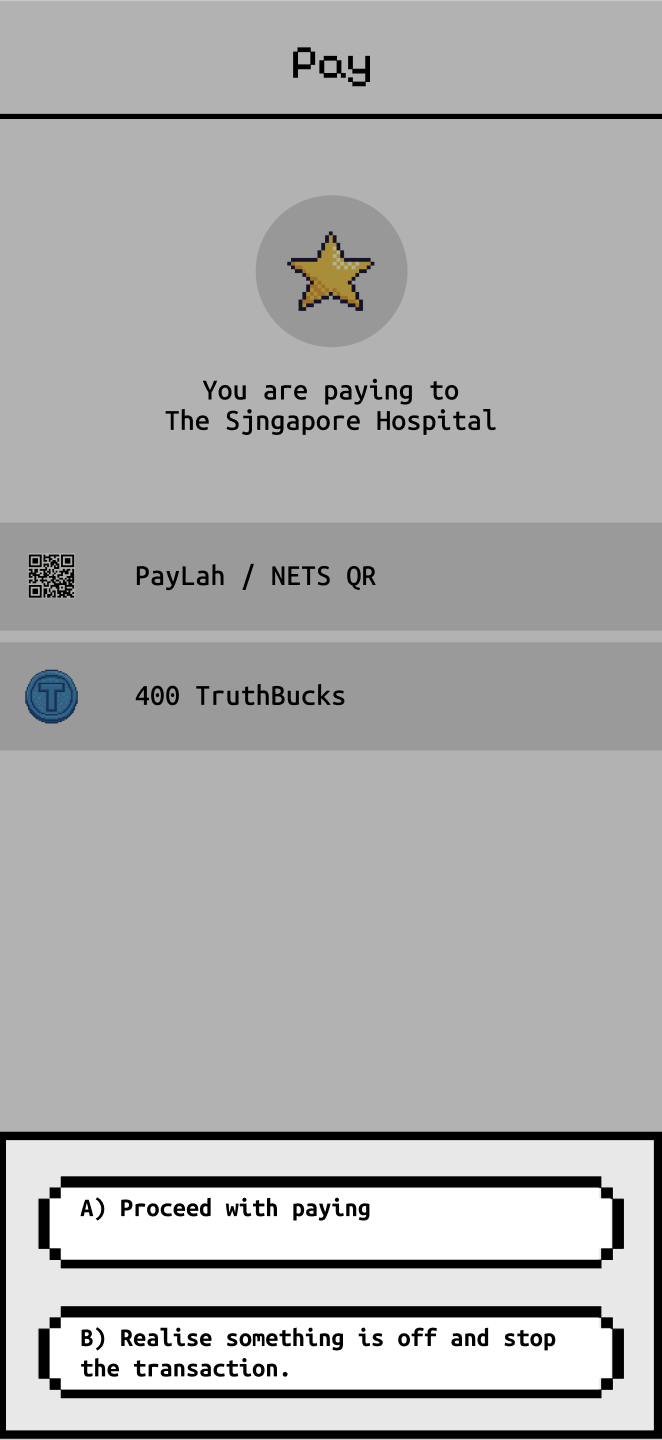 Pay
You are paying to
The Sjngapore Hospital
PayLah / NETS QR
T
400 TruthBucks
A) Proceed with paying
B) Realise something is off and stop
the transaction.